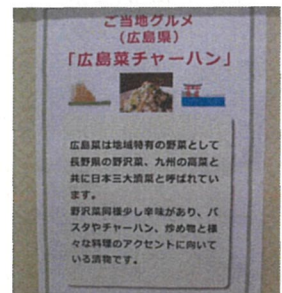 ご当地グルメ
（広島県）
「広島菜チャーハン」
広島菜は地域特有の野菜として
長野県の野沢菜、九州の高菜と
共に日本三大漬菜と呼ばれてい
ます。
野沢菜同様少し辛味があり、パ
スタやチャーハン、炒め物と様
々な料理のアクセントに向いて
いる漬物です。